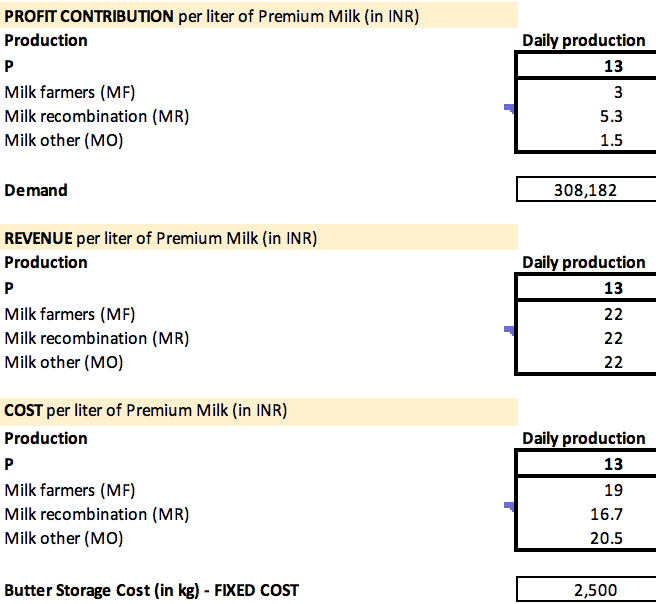 PROFIT CONTRIBUTION per liter of Premium Milk (in INR)
Production Daily production
P 13
Milk farmers (MF) 3
Milk recombination (MR) 5.3
Milk other (MO) 1.5
Demand 308,182
REVENUE per liter of Premium Milk (in INR)
Production Daily production
P 13
Milk farmers (MF) 22
Milk recombination (MR) 22
Milk other (MO) 22
COST per liter of Premium Milk (in INR)
Production Daily production
P 13
Milk farmers (MF) 19
Milk recombination (MR) 16.7
Milk other (MO) 20.5
Butter Storage Cost (in kg) - FIXED COST 2,500